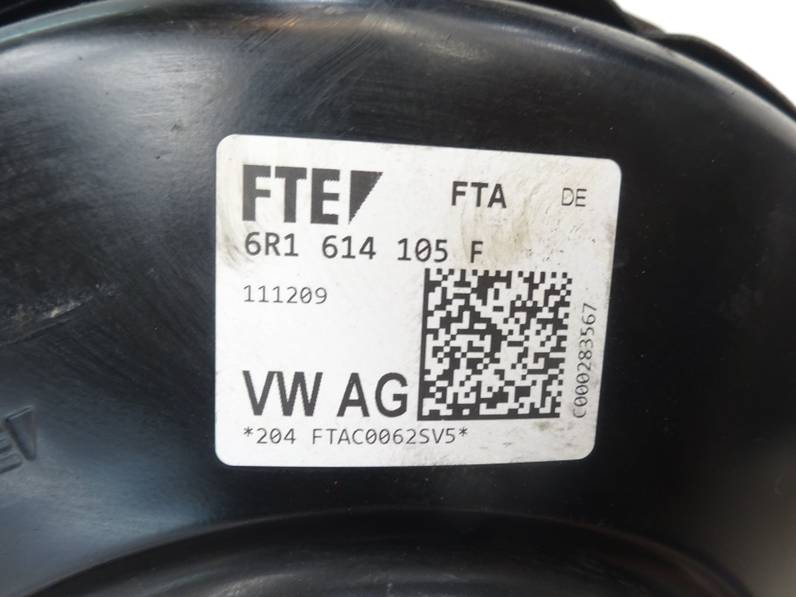 FTE FTA DE
6R1 614 105 F
111209
C000283567
VW AG
*204 FTAC0062SV5*